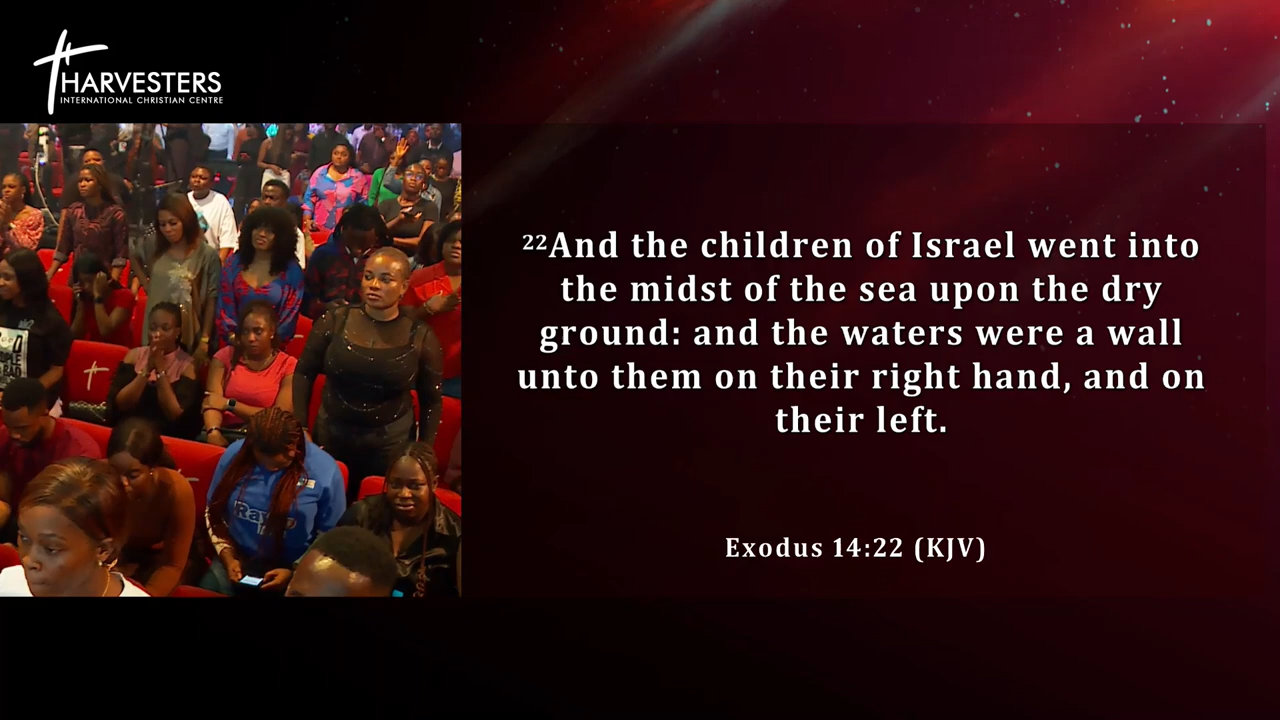 HARVESTERS
INTERNATIONAL CHRISTIAN CENTRE
²²And the children of Israel went into
the midst of the sea upon the dry
ground: and the waters were a wall
unto them on their right hand, and on
their left.
Exodus 14:22 (KJV)